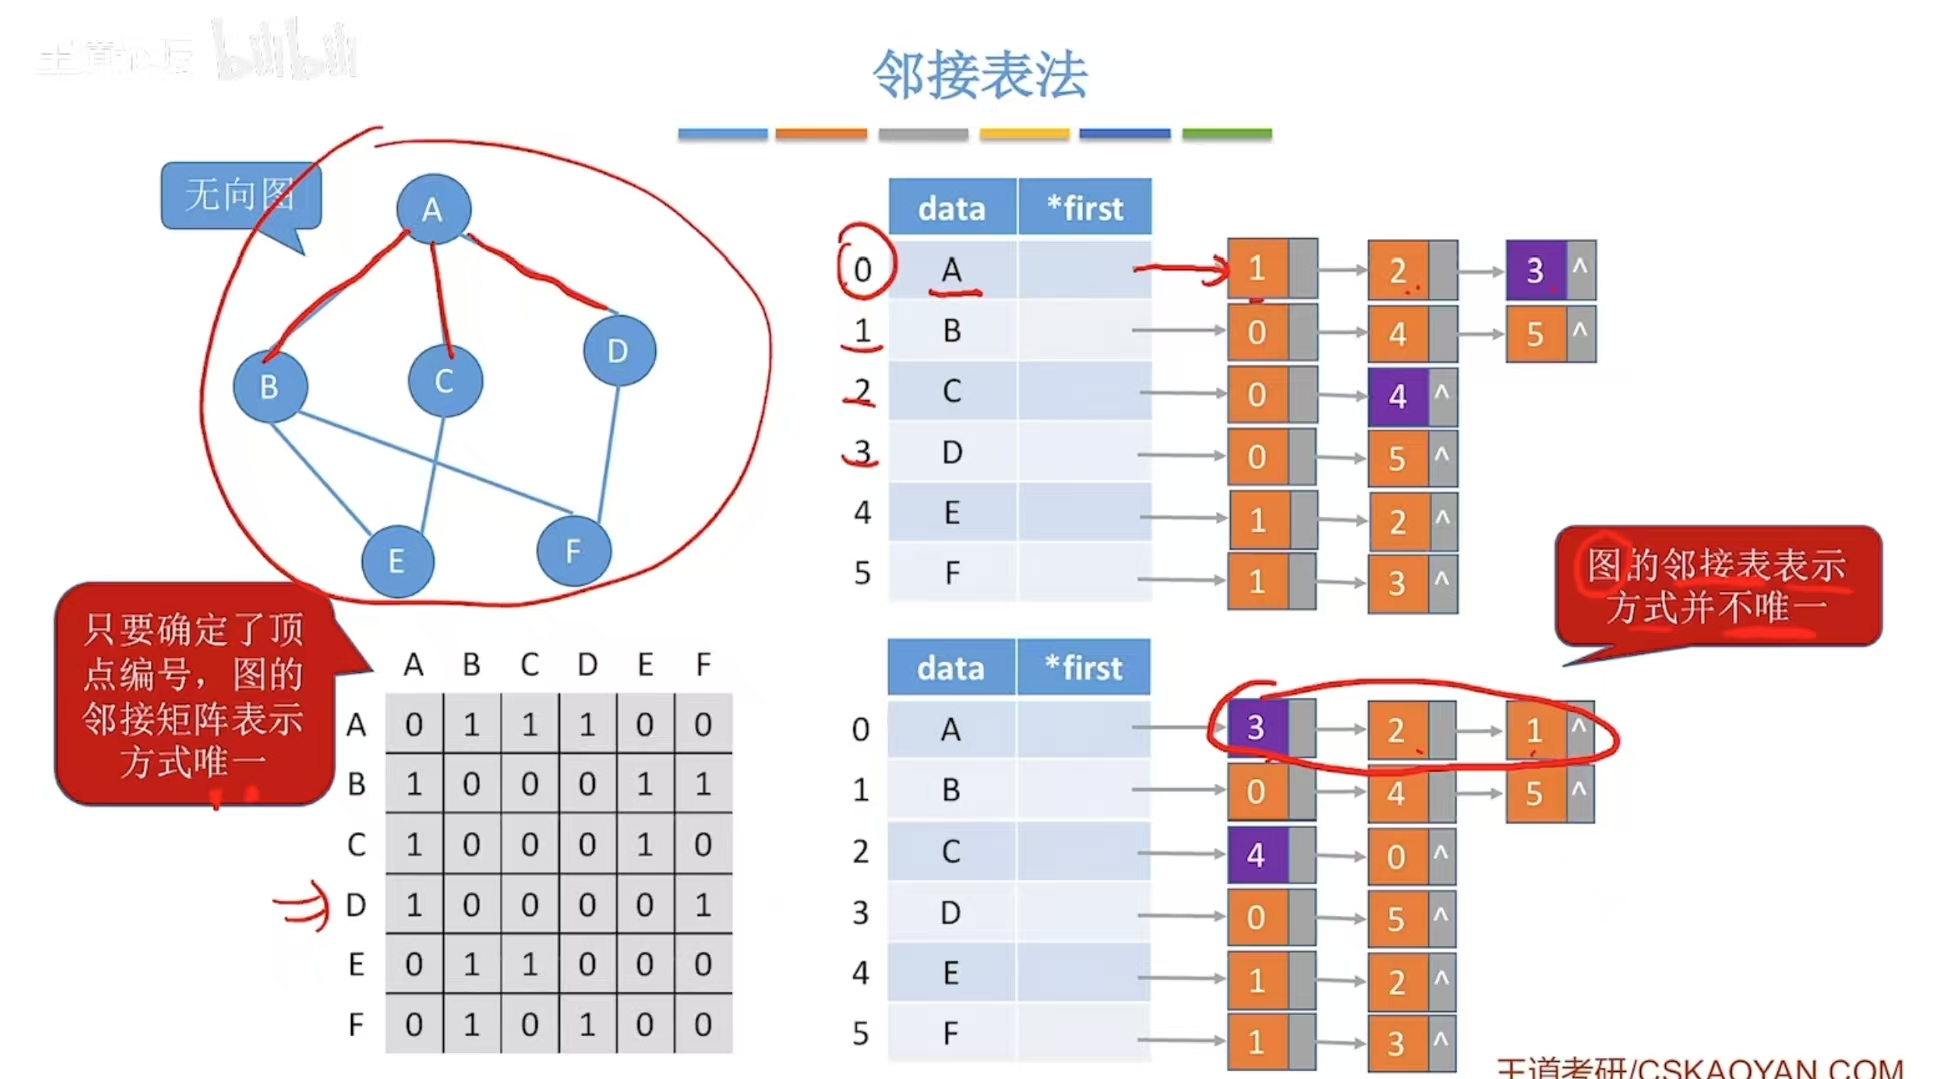 bilibili
邻接表法
无向图
A
B
C
D
E
F
只要确定了顶
点编号，图的
邻接矩阵表示
方式唯一
A B C D E F
A 0 1 1 1 0 0
B 1 0 0 0 1 1
C 1 0 0 0 1 0
D 1 0 0 0 0 1
E 0 1 1 0 0 0
F 0 1 0 1 0 0
data *first
0 A 1 2 3 ^
1 B 0 4 5 ^
2 C 0 4 ^
3 D 0 5 ^
4 E 1 2 ^
5 F 1 3 ^
图的邻接表表示
方式并不唯一
data *first
0 A 3 2 1 ^
1 B 0 4 5 ^
2 C 4 0 ^
3 D 0 5 ^
4 E 1 2 ^
5 F 1 3 ^
王道考研/CSKAOYAN.COM